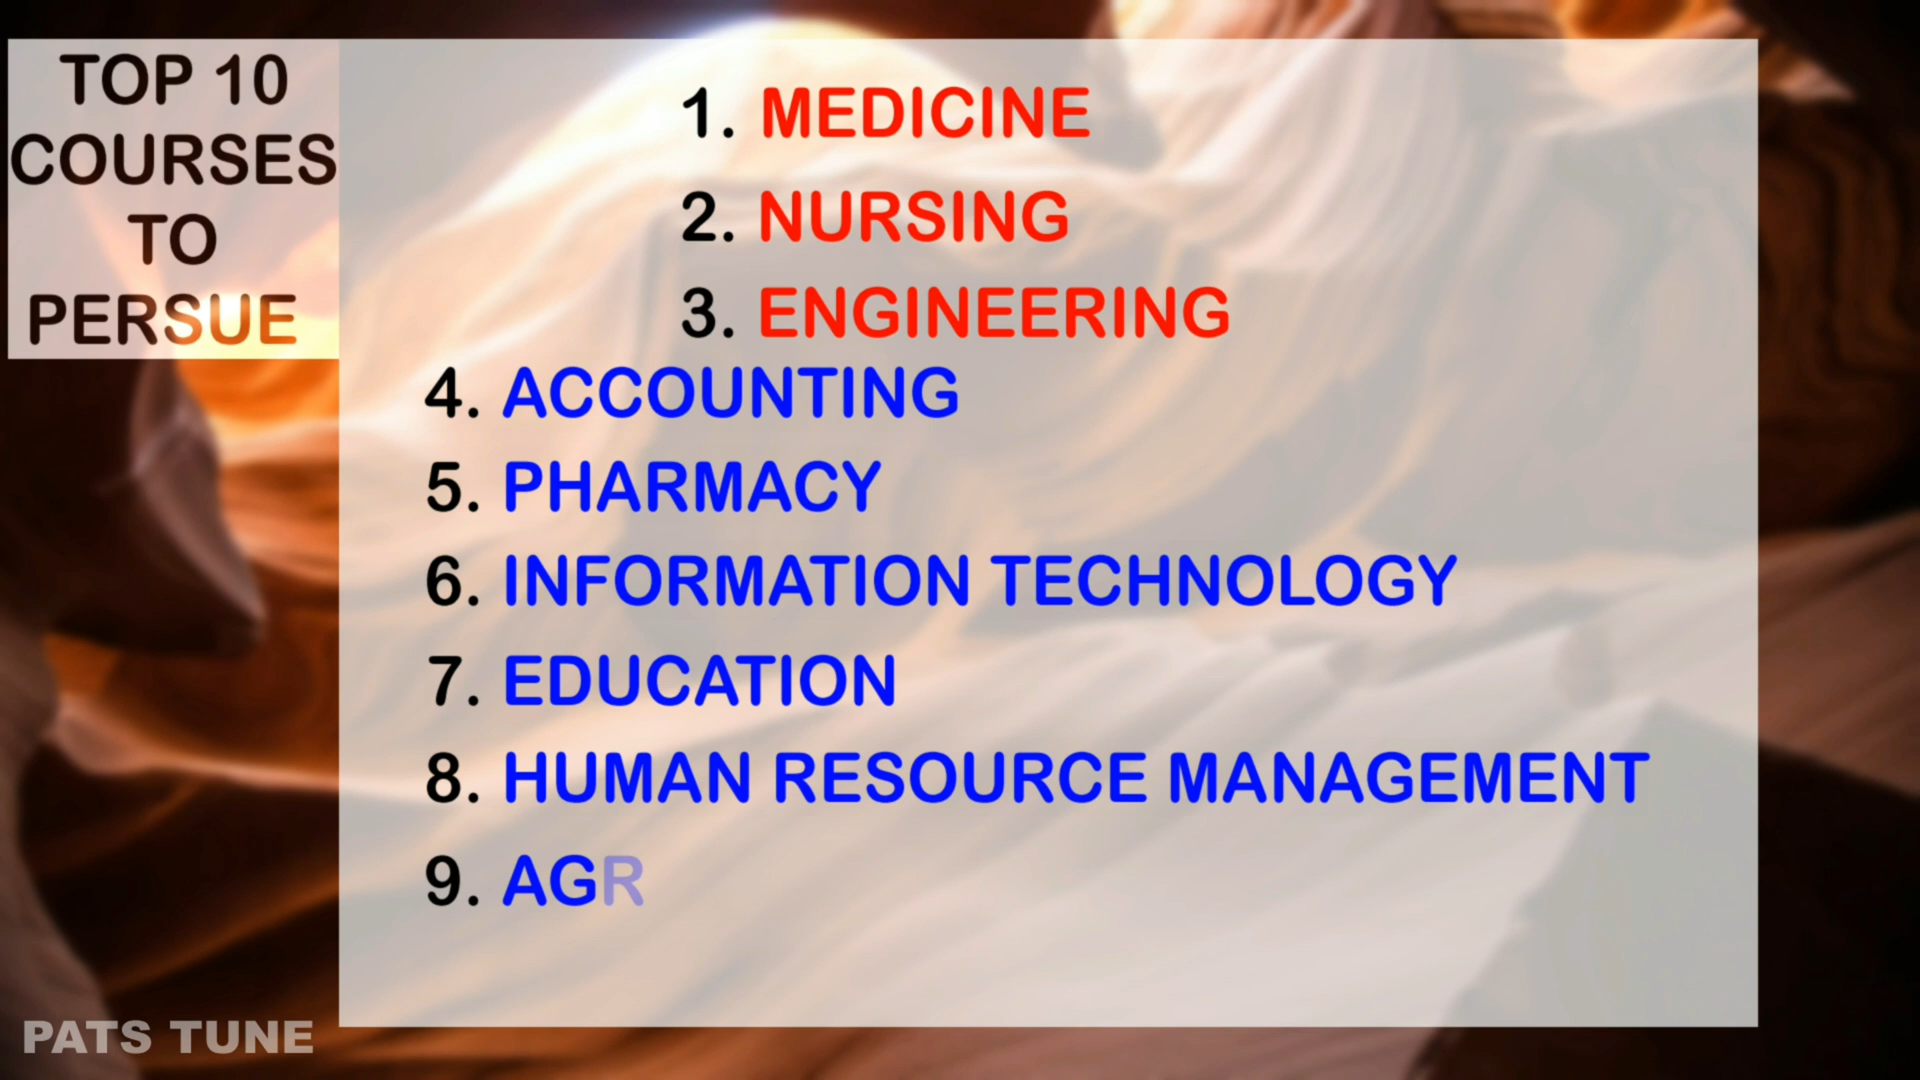 TOP 10
COURSES
TO
PERSUE
1. MEDICINE
2. NURSING
3. ENGINEERING
4. ACCOUNTING
5. PHARMACY
6. INFORMATION TECHNOLOGY
7. EDUCATION
8. HUMAN RESOURCE MANAGEMENT
9. AGR
PATS TUNE